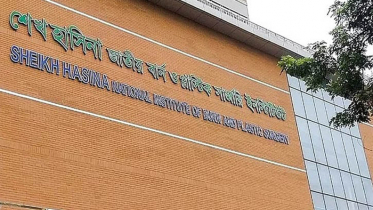 শেখ হাসিনা জাতীয় বার্ন ও প্লাস্টিক সার্জারি ইনস্টিটিউট
SHEIKH HASINA NATIONAL INSTITUTE OF BURN AND PLASTIC SURGERY